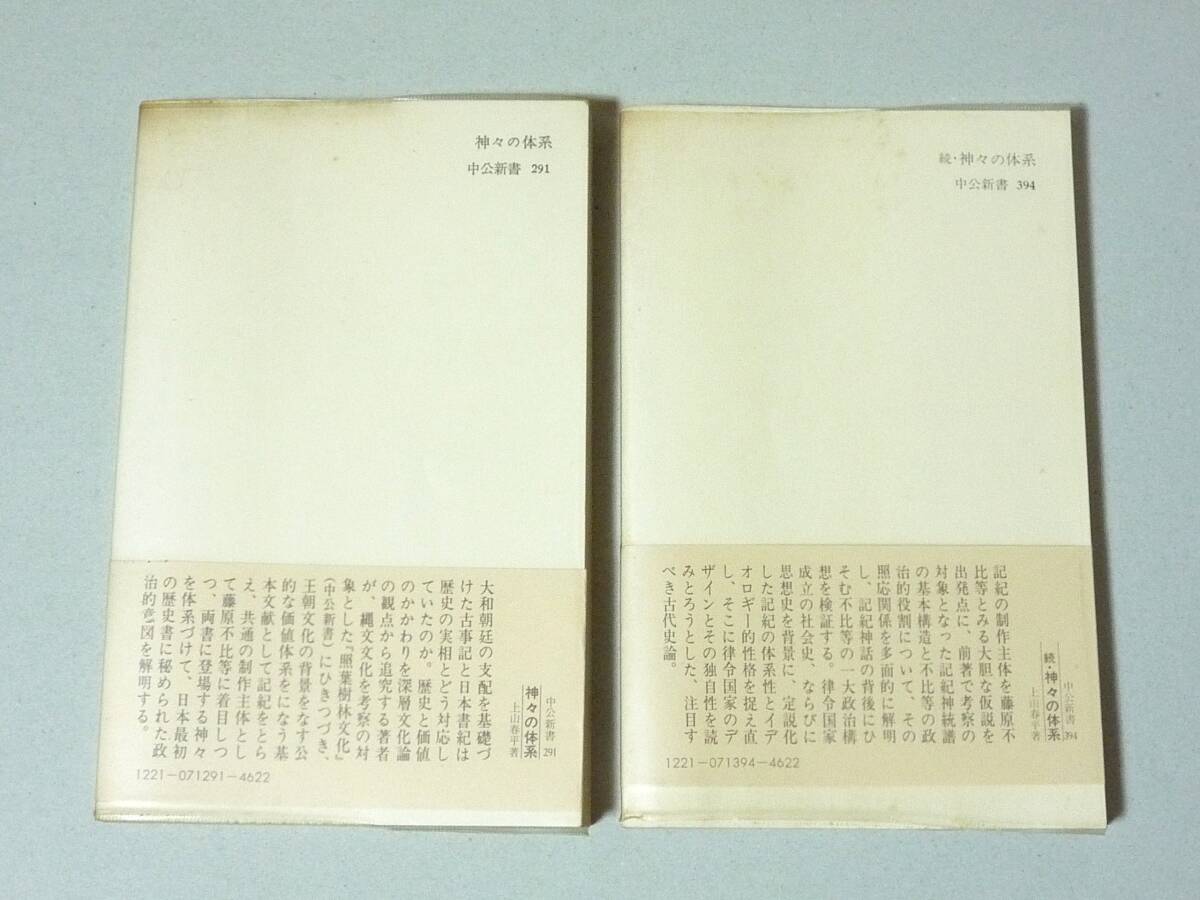 神々の体系
中公新書 291
大和朝廷の支配を基礎づ
けた古事記と日本書紀は
歴史の実相とどう対応し
ていたのか。歴史と価値
のかかわりを深層文化論
の観点から追究する著者
が、縄文文化を考察の対
象とした『照葉樹林文化』
(中公新書)にひきつづき、
王朝文化の背景をなす公
的な価値体系をになう基
本文献として記紀をとら
え、共通の制作主体とし
て藤原不比等に着目しつ
つ、両書に登場する神々
を体系づけて、日本最初
の歴史書に秘められた政
治的意図を解明する。
中公新書 291
神々の体系
上山春平著
1221-071291-4622
続・神々の体系
中公新書 394
記紀の制作主体を藤原不
比等とみる大胆な仮説を
出発点に、前著で考察の
対象となった記紀神統譜
の基本構造と不比等の政
治的役割について、その
照応関係を多面的に解明
し、記紀神話の背後にひ
そむ不比等の一大政治構
想を検証する。律令国家
成立の社会史、ならびに
思想史を背景に、定説化
した記紀の体系性とイデ
オロギー的性格を捉え直
し、そこに律令国家のデ
ザインとその独自性を読
みとろうとした、注目す
べき古代史論。
中公新書 394
続・神々の体系
上山春平著
1221-071394-4622